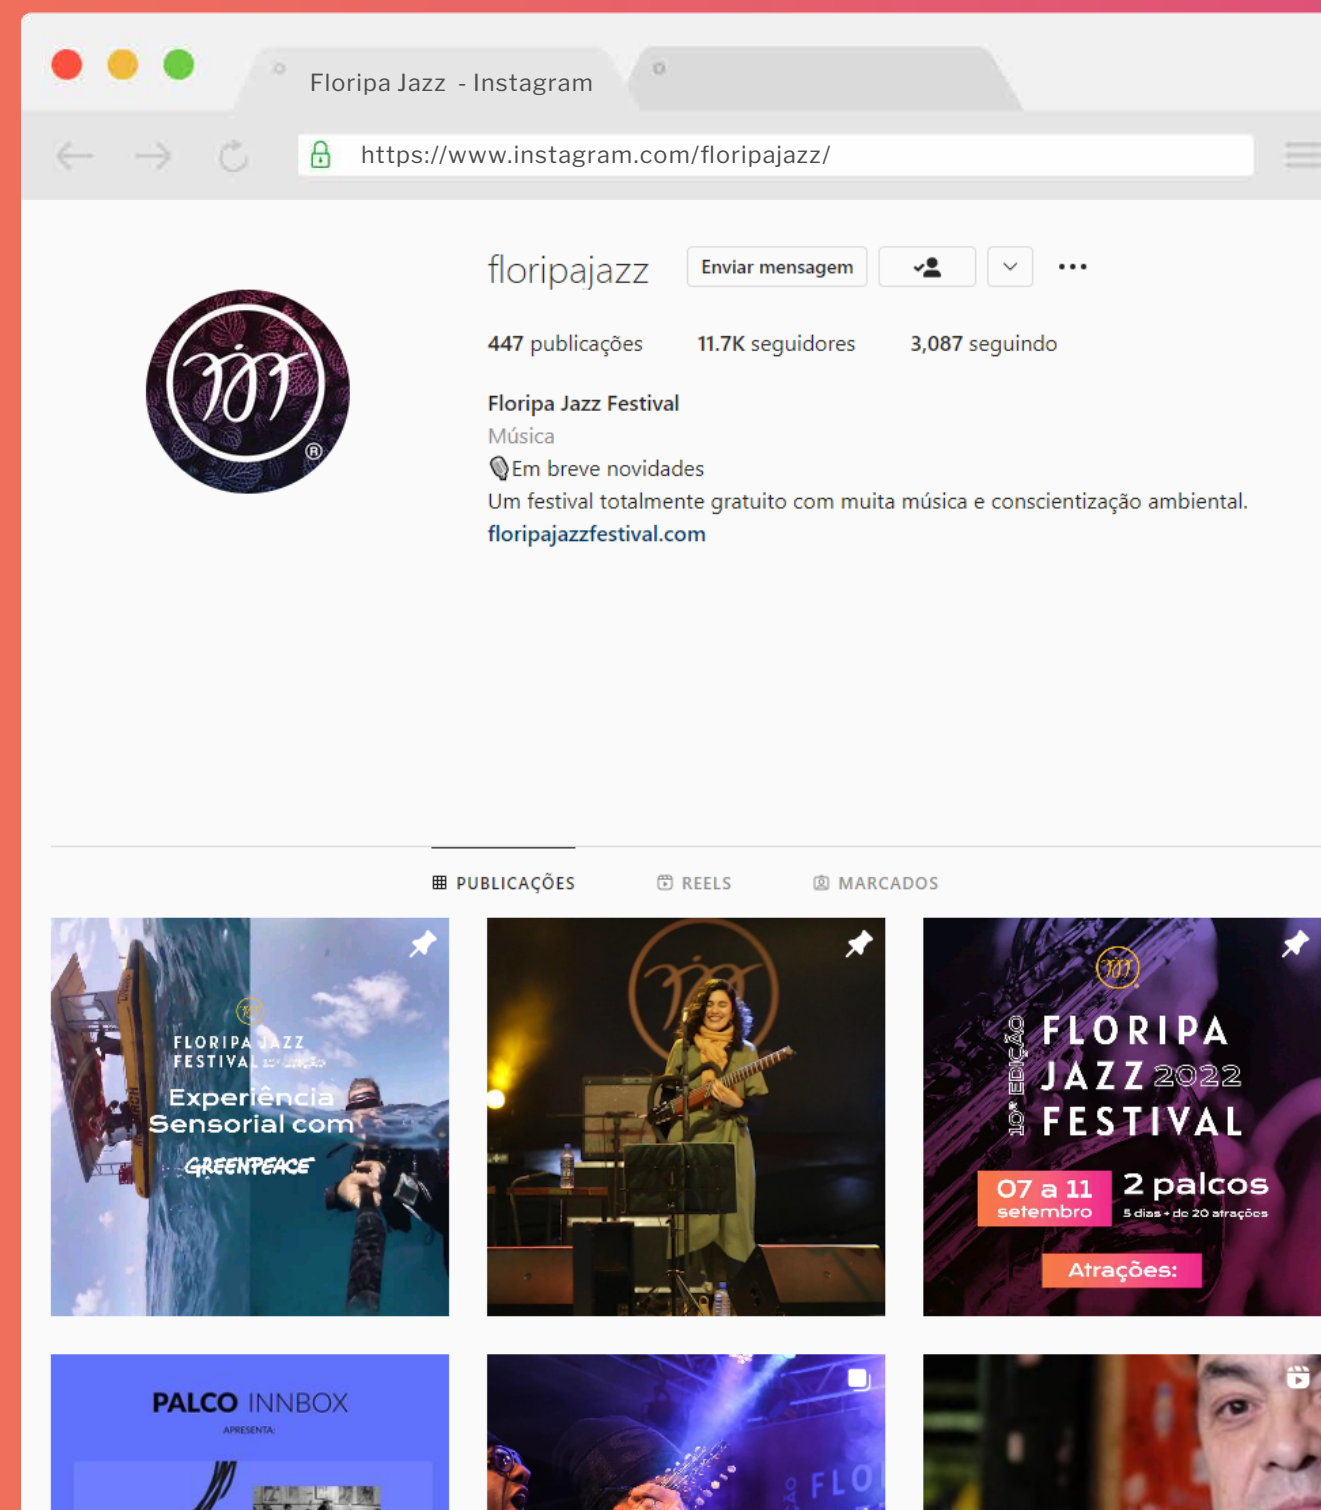 Floripa Jazz - Instagram
https://www.instagram.com/floripajazz/
floripajazz Enviar mensagem
447 publicações 11.7K seguidores 3,087 seguindo
Floripa Jazz Festival
Música
Em breve novidades
Um festival totalmente gratuito com muita música e conscientização ambiental.
floripajazzfestival.com
®
PUBLICAÇÕES REELS MARCADOS
FLORIPA JAZZ
FESTIVAL
Experiência
Sensorial com
GREENPEACE
10ª EDIÇÃO
FLORIPA
JAZZ 2022
FESTIVAL
07 a 11
setembro
2 palcos
5 dias + de 20 atrações
Atrações:
PALCO INNBOX
APRESENTA:
FLO